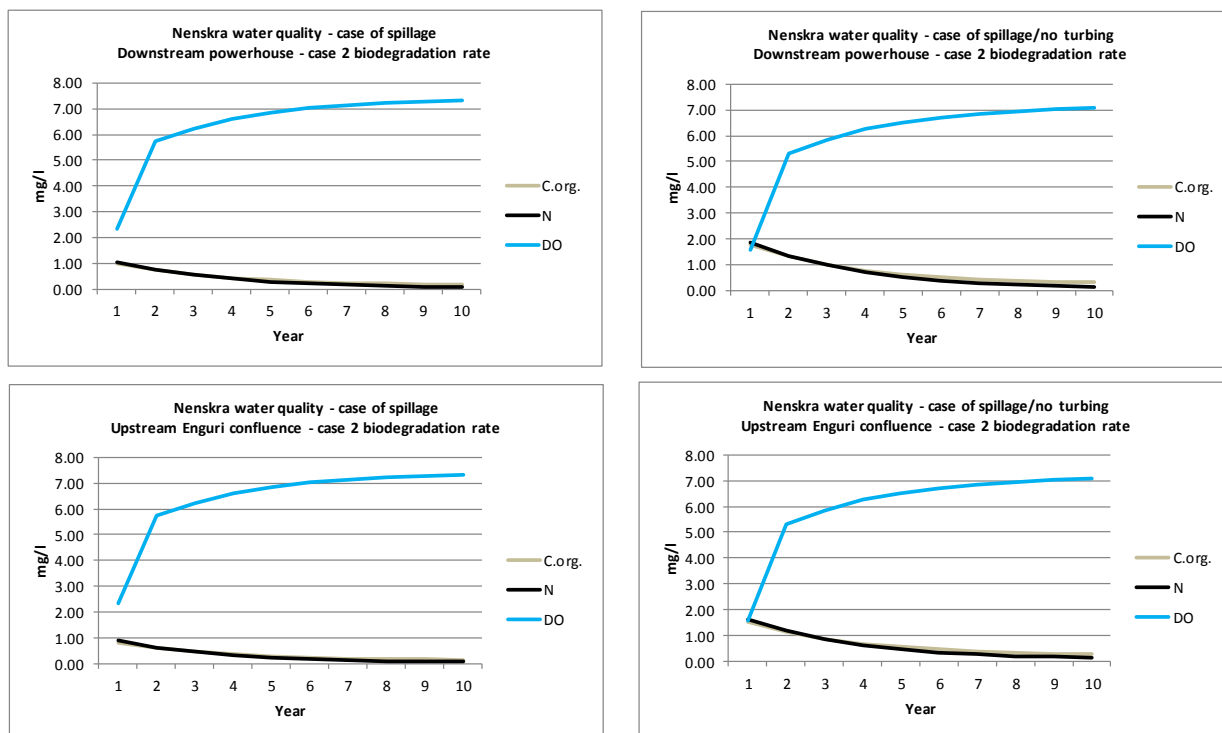 Nenskra water quality - case of spillage
Downstream powerhouse - case 2 biodegradation rate
8.00
7.00
6.00
5.00
4.00
3.00
2.00
1.00
0.00
mg/l
1 2 3 4 5 6 7 8 9 10
Year
C.org.
N
DO
Nenskra water quality - case of spillage/no turbing
Downstream powerhouse - case 2 biodegradation rate
8.00
7.00
6.00
5.00
4.00
3.00
2.00
1.00
0.00
mg/l
1 2 3 4 5 6 7 8 9 10
Year
C.org.
N
DO
Nenskra water quality - case of spillage
Upstream Enguri confluence - case 2 biodegradation rate
8.00
7.00
6.00
5.00
4.00
3.00
2.00
1.00
0.00
mg/l
1 2 3 4 5 6 7 8 9 10
Year
C.org.
N
DO
Nenskra water quality - case of spillage/no turbing
Upstream Enguri confluence - case 2 biodegradation rate
8.00
7.00
6.00
5.00
4.00
3.00
2.00
1.00
0.00
mg/l
1 2 3 4 5 6 7 8 9 10
Year
C.org.
N
DO